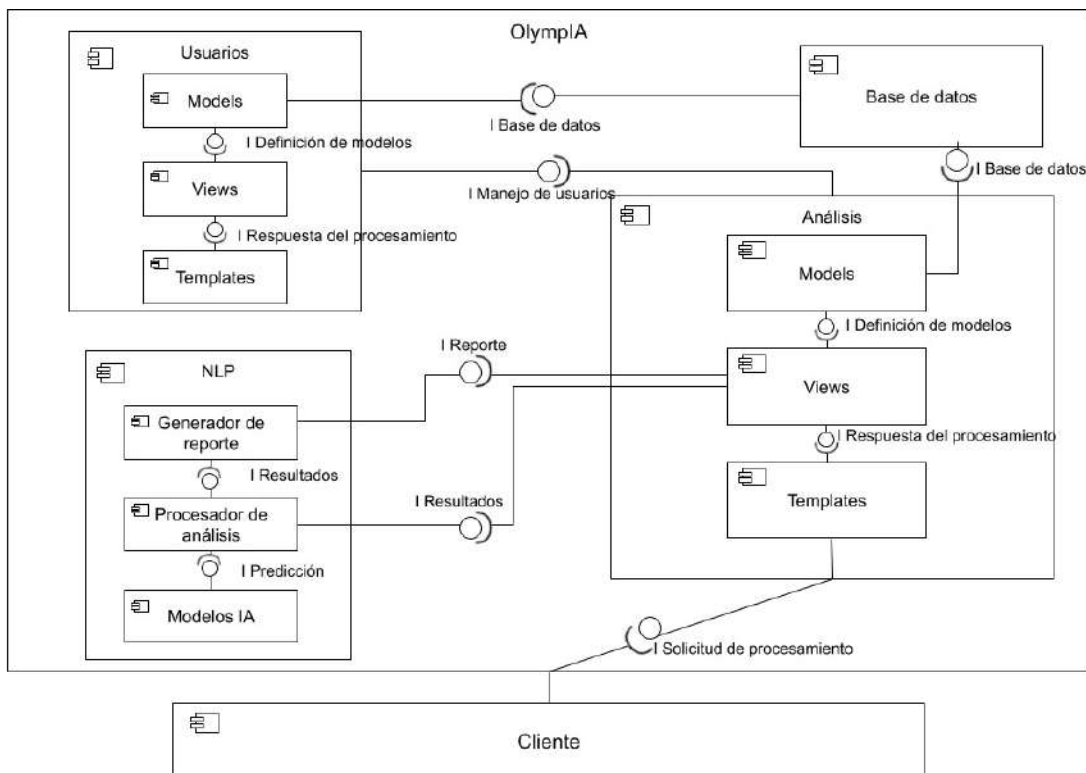 OlympIA
Usuarios
Models
I Definición de modelos
Views
I Respuesta del procesamiento
Templates
I Base de datos
Base de datos
I Base de datos
I Manejo de usuarios
Análisis
Models
I Definición de modelos
Views
I Respuesta del procesamiento
Templates
I Reporte
NLP
Generador de
reporte
I Resultados
Procesador de
análisis
I Predicción
Modelos IA
I Resultados
I Solicitud de procesamiento
Cliente